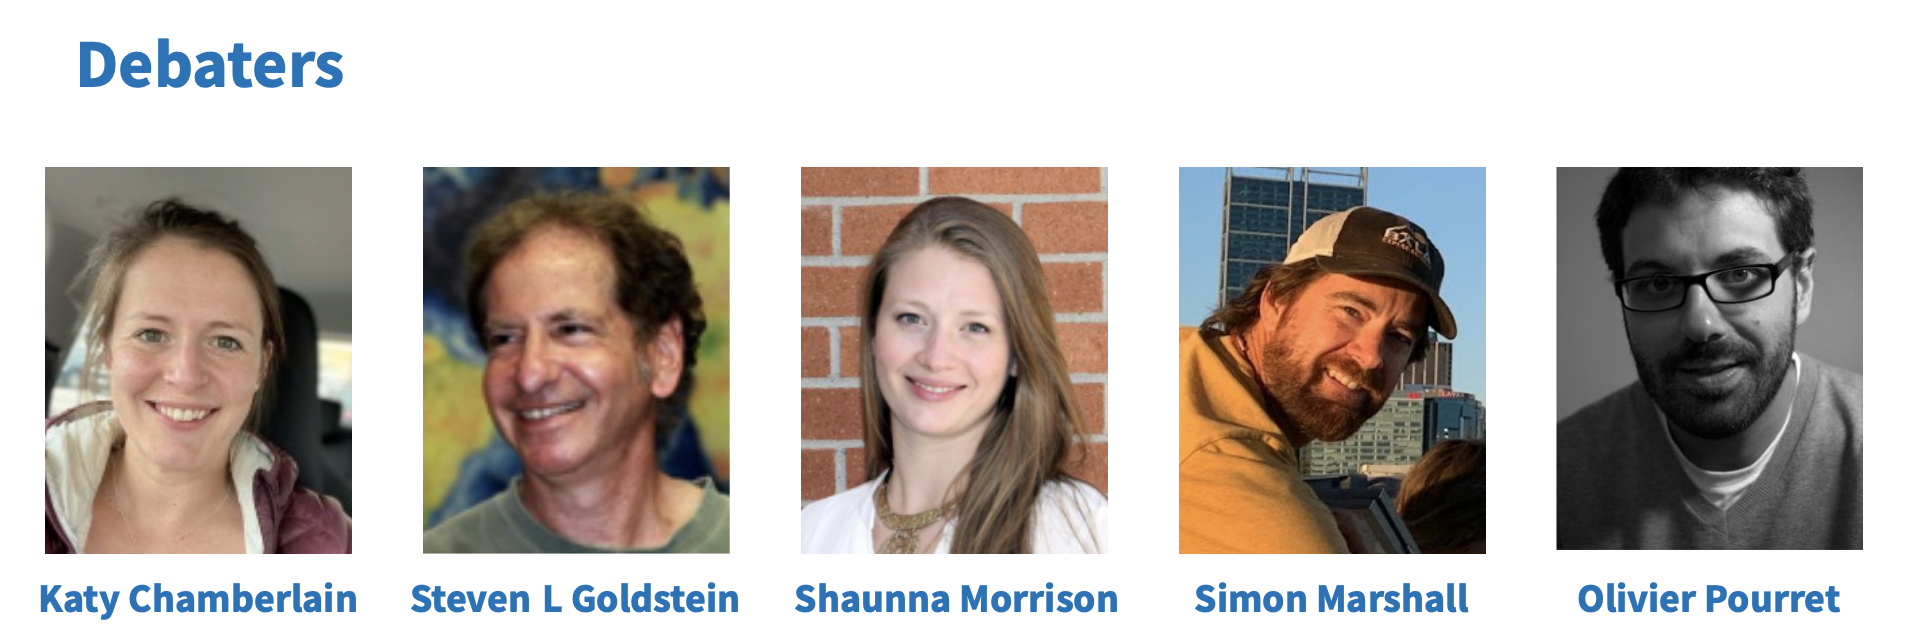 Debaters
Katy Chamberlain
Steven L Goldstein
Shaunna Morrison
Simon Marshall
Olivier Pourret